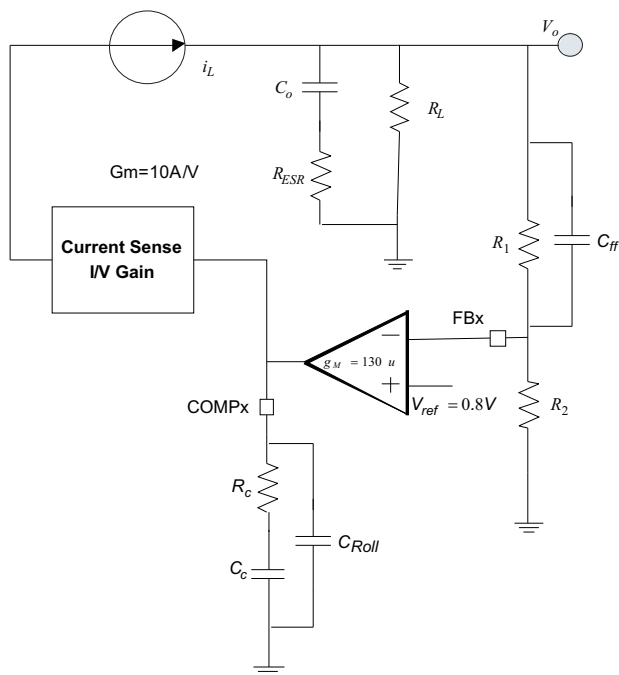 V_o
i_L
C_o
R_L
Gm=10A/V
R_ESR
Current Sense
I/V Gain
R_1
C_ff
FBx
g_M = 130 u
COMPx
V_ref = 0.8V
R_2
R_c
C_Roll
C_c